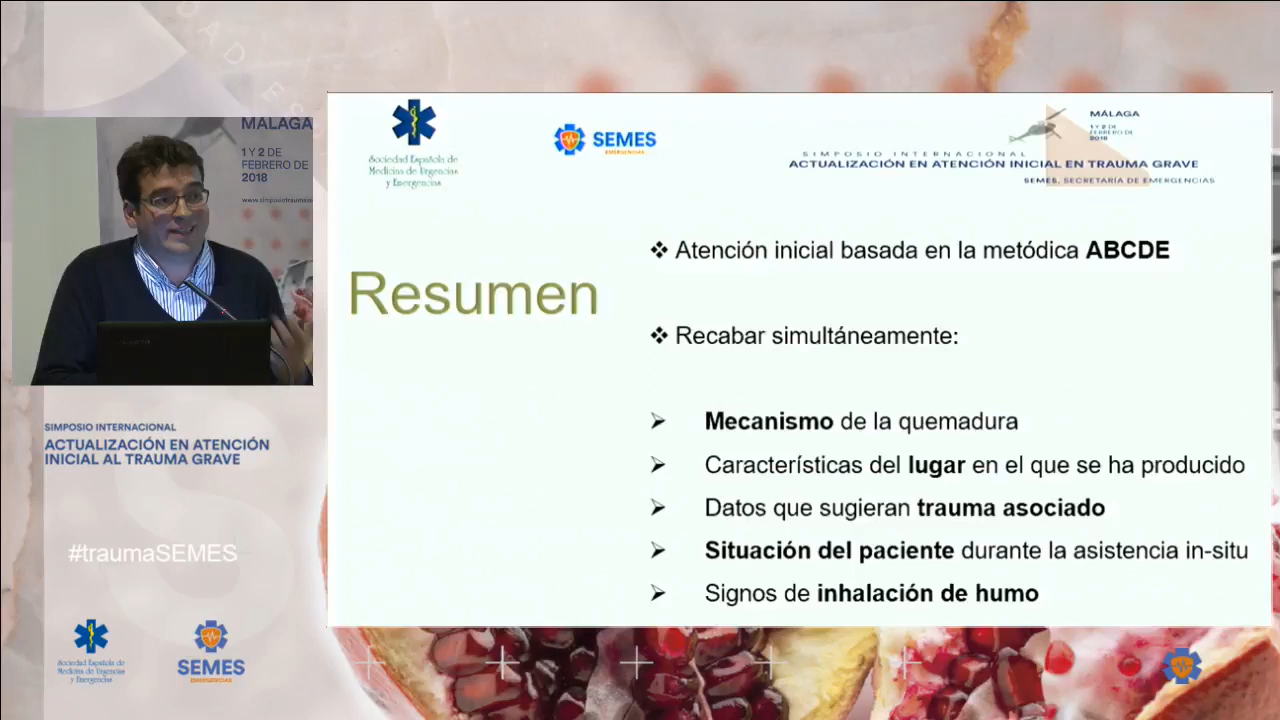 MÁLAGA
1 Y 2 DE
FEBRERO DE
2018
SIMPOSIO INTERNACIONAL
ACTUALIZACIÓN EN ATENCIÓN
INICIAL AL TRAUMA GRAVE
#traumaSEMES
Sociedad Española de
Medicina de Urgencias
y Emergencias
SEMES
EMERGENCIAS
Sociedad Española de
Medicina de Urgencias
y Emergencias
SEMES
EMERGENCIAS
MÁLAGA
1 Y 2 DE
FEBRERO DE
2018
SIMPOSIO INTERNACIONAL
ACTUALIZACIÓN EN ATENCIÓN INICIAL EN TRAUMA GRAVE
SEMES, SECRETARÍA DE EMERGENCIAS
Resumen
❖ Atención inicial basada en la metódica ABCDE
❖ Recabar simultáneamente:
➢ Mecanismo de la quemadura
➢ Características del lugar en el que se ha producido
➢ Datos que sugieran trauma asociado
➢ Situación del paciente durante la asistencia in-situ
➢ Signos de inhalación de humo